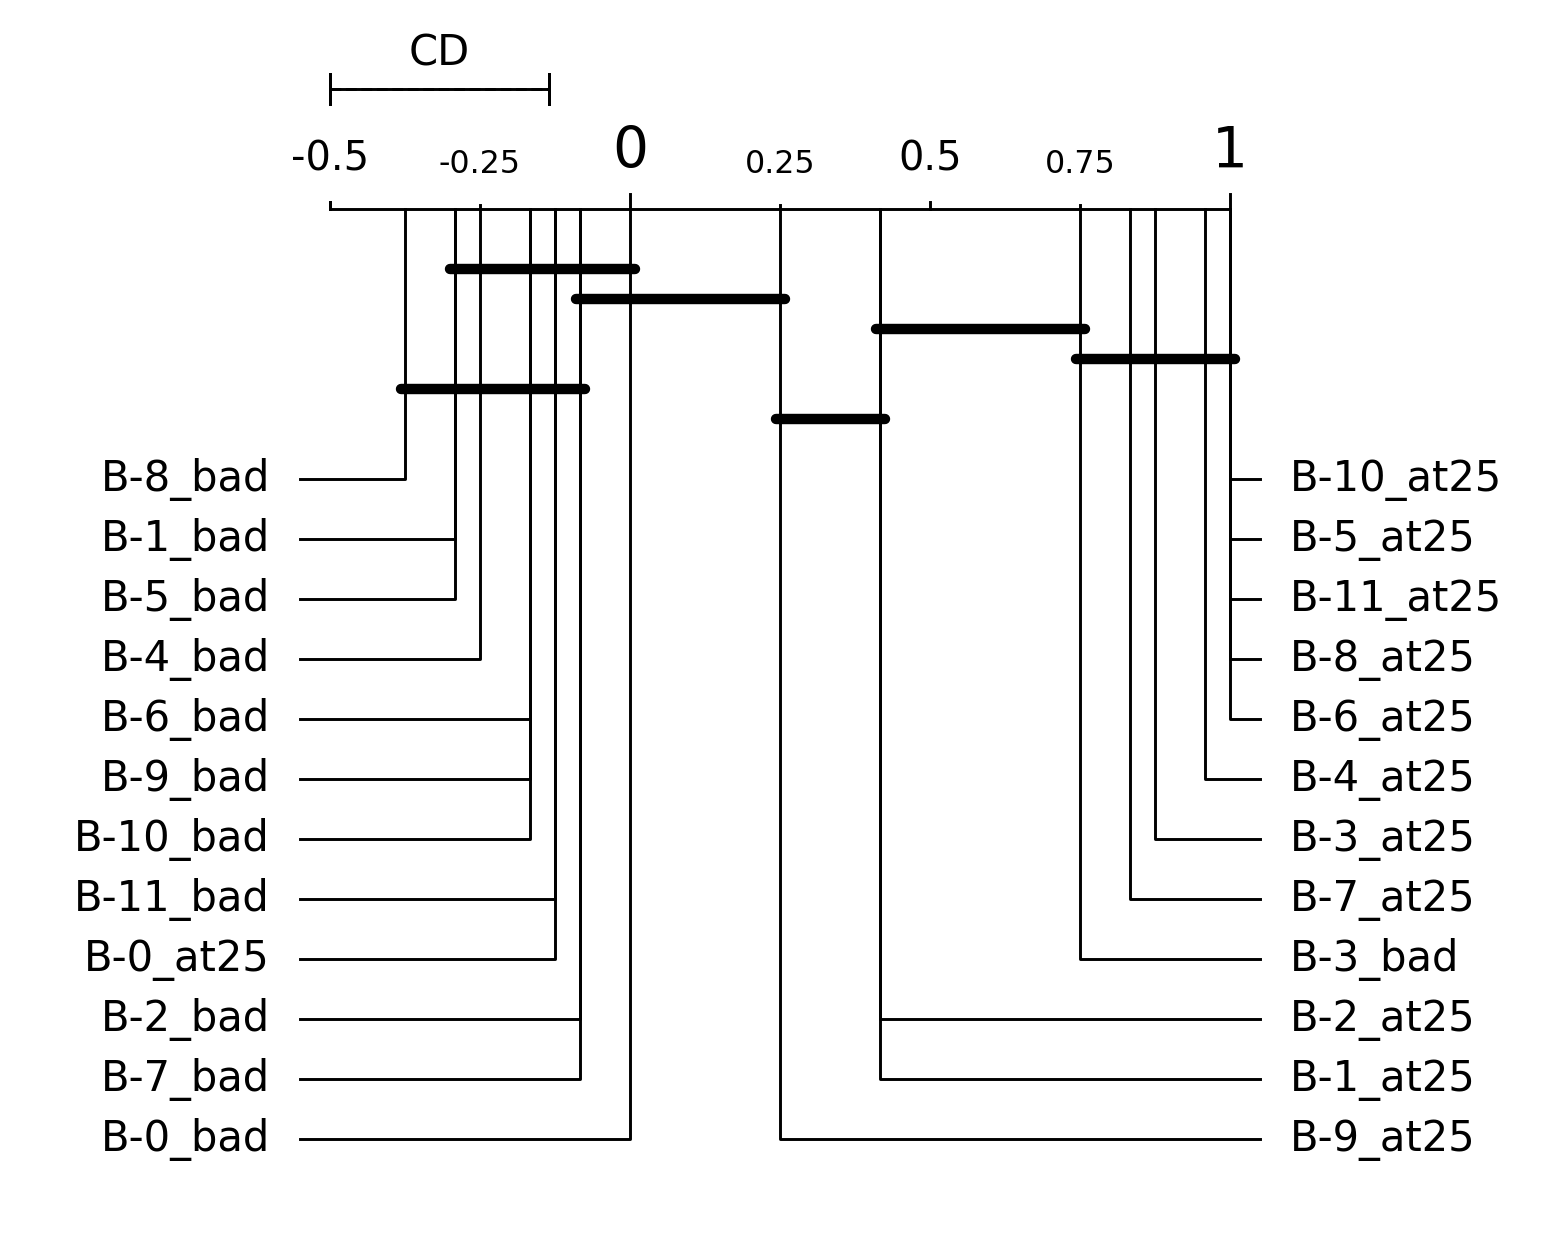 CD
-0.5 -0.25 0 0.25 0.5 0.75 1
B-8_bad B-10_at25
B-1_bad B-5_at25
B-5_bad B-11_at25
B-4_bad B-8_at25
B-6_bad B-6_at25
B-9_bad B-4_at25
B-10_bad B-3_at25
B-11_bad B-7_at25
B-0_at25 B-3_bad
B-2_bad B-2_at25
B-7_bad B-1_at25
B-0_bad B-9_at25